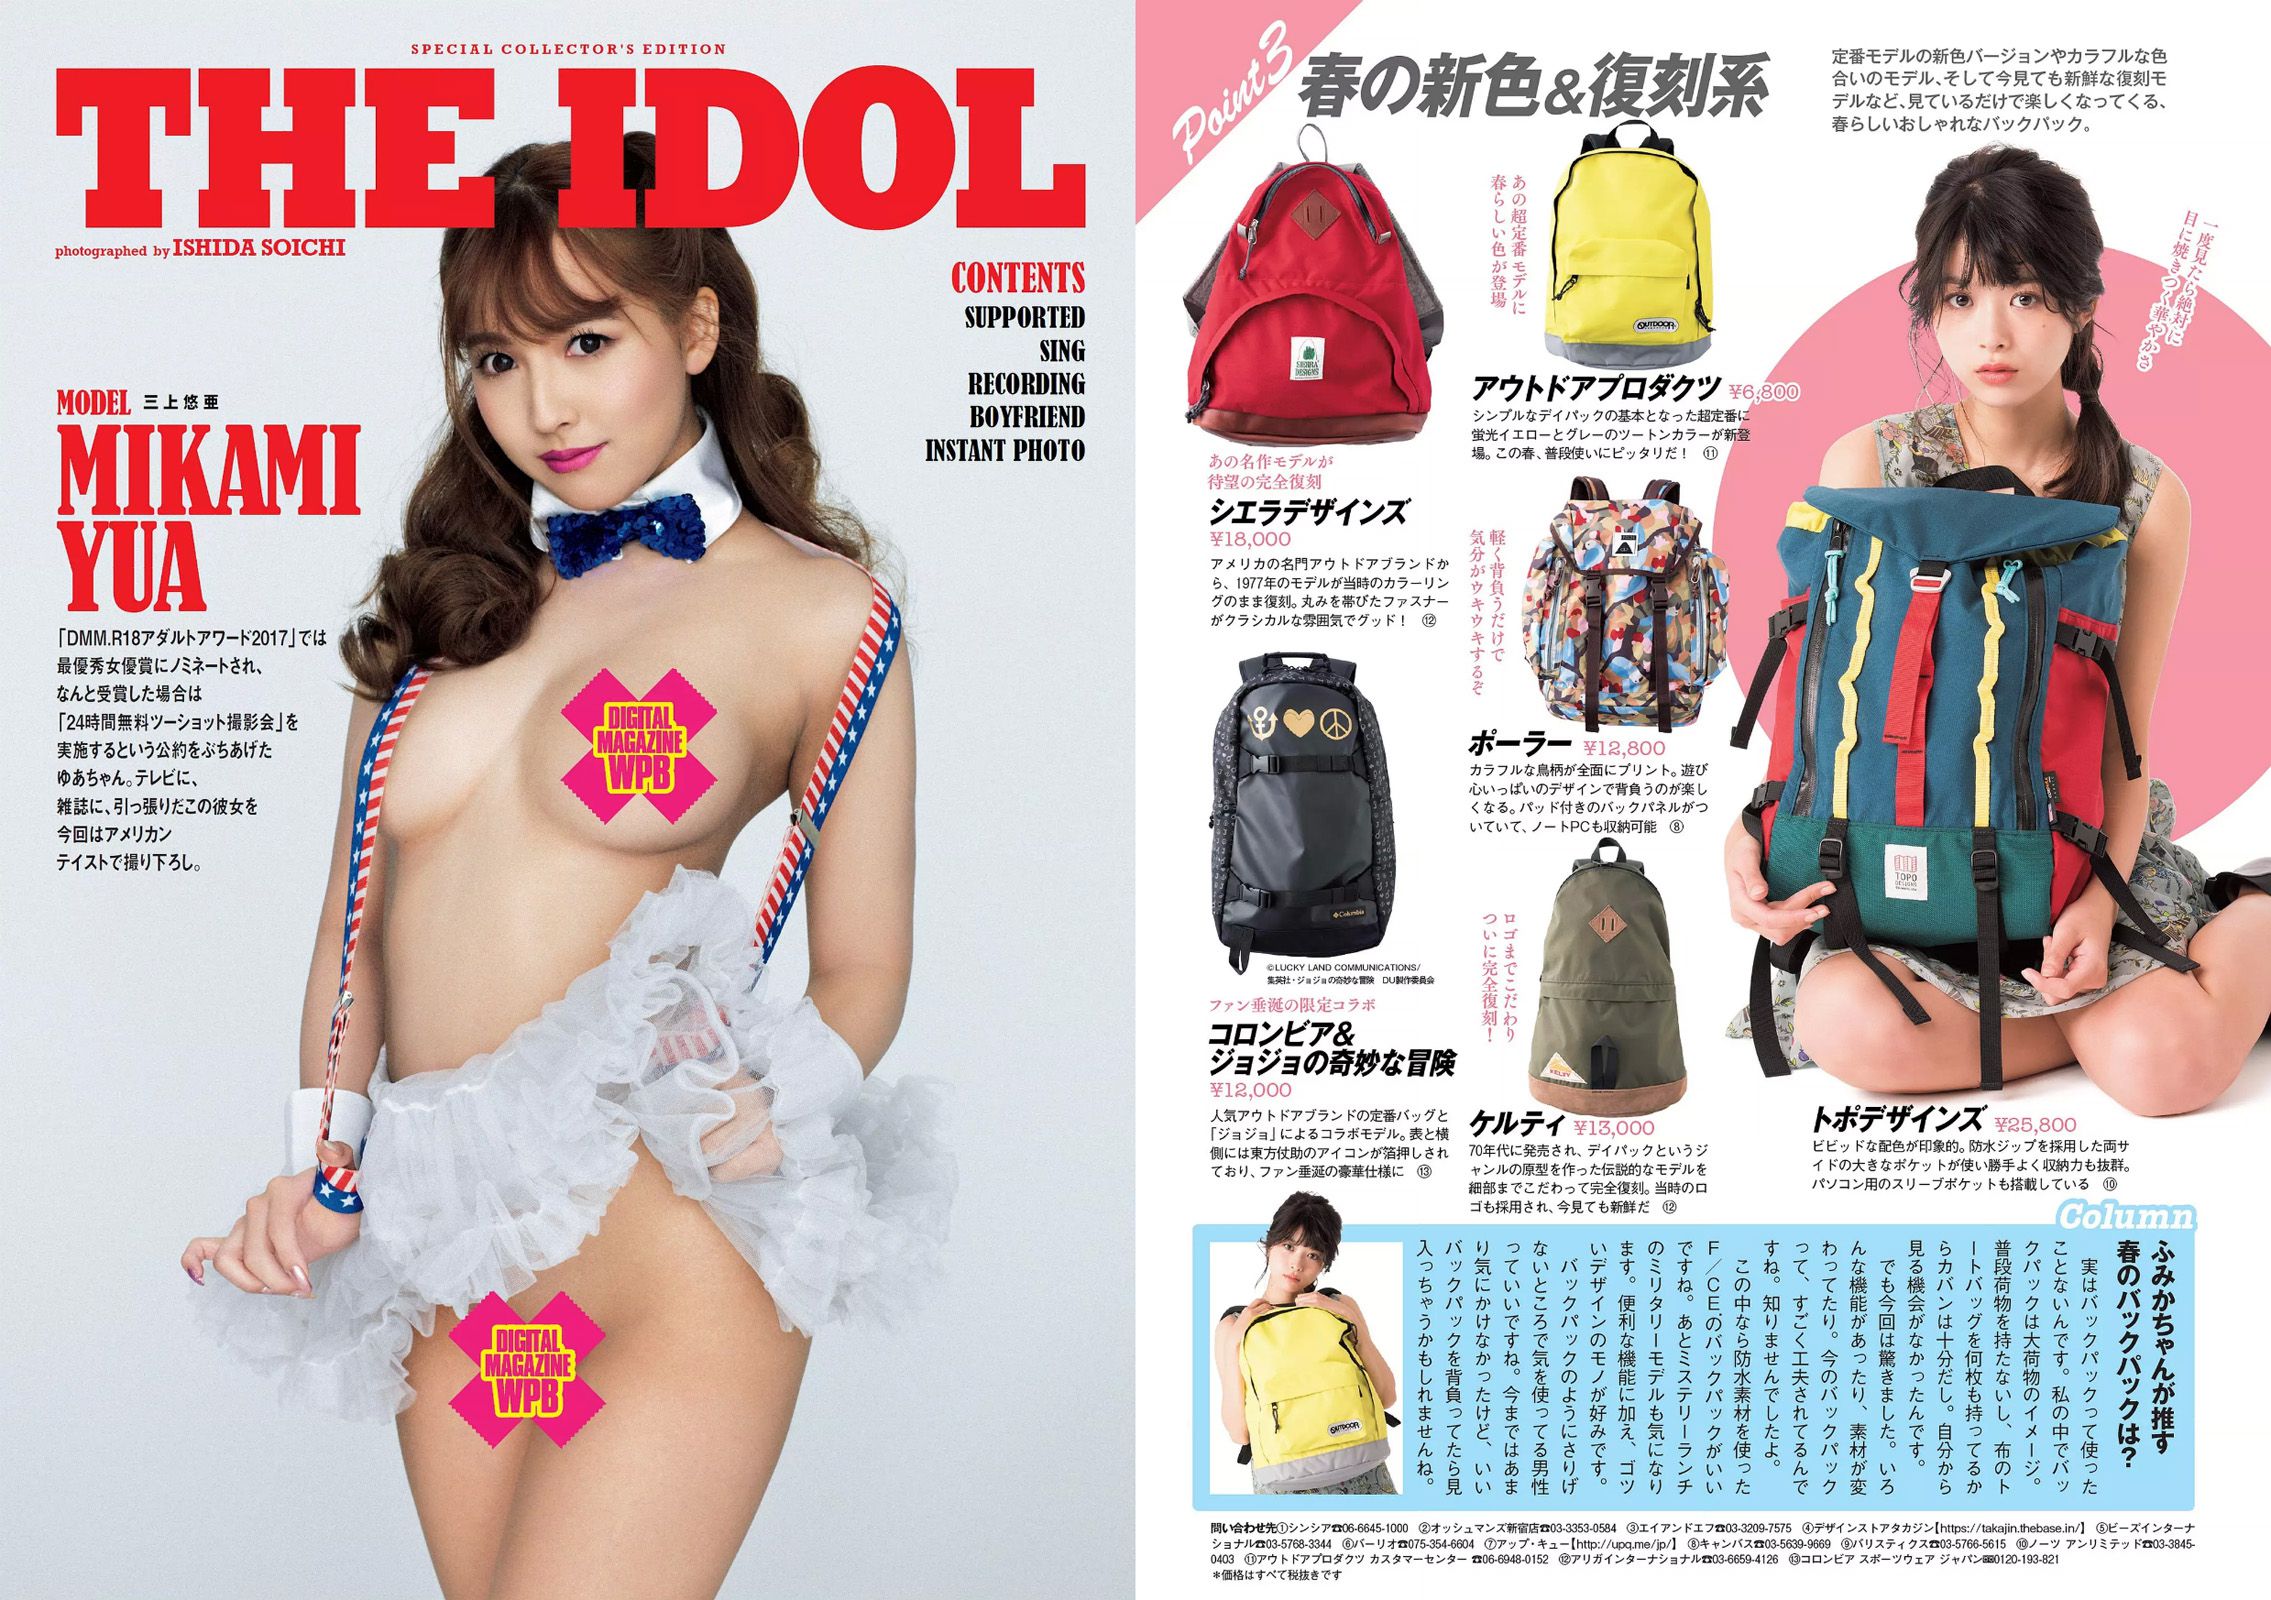 SPECIAL COLLECTOR'S EDITION
THE IDOL
photographed by ISHIDA SOICHI
CONTENTS
SUPPORTED
SING
RECORDING
BOYFRIEND
INSTANT PHOTO
MODEL 三上悠亜
MIKAMI
YUA
「DMM.R18アダルトアワード2017」では
最優秀女優賞にノミネートされ、
なんと受賞した場合は
「24時間無料ツーショット撮影会」を
実施するという公約をぶちあげた
ゆあちゃん。テレビに、
雑誌に、引っ張りだこの彼女を
今回はアメリカン
テイストで撮り下ろし。
DIGITAL
MAGAZINE
WPB
DIGITAL
MAGAZINE
WPB
Point3
春の新色&復刻系
定番モデルの新色バージョンやカラフルな色
合いのモデル、そして今見ても新鮮な復刻モ
デルなど、見ているだけで楽しくなってくる、
春らしいおしゃれなバックパック。
SIERRA
DESIGNS
あの名作モデルが
待望の完全復刻
シエラデザインズ
¥18,000
アメリカの名門アウトドアブランドか
ら、1977年のモデルが当時のカラーリン
グのまま復刻。丸みを帯びたファスナー
がクラシカルな雰囲気でグッド! ⑫
あの超定番モデルに
春らしい色が登場
OUTDOOR
アウトドアプロダクツ ¥6,800
シンプルなデイパックの基本となった超定番に
蛍光イエローとグレーのツートンカラーが新登
場。この春、普段使いにピッタリだ! ⑪
軽く背負うだけで
気分がウキウキするぞ
ポーラー ¥12,800
カラフルな鳥柄が全面にプリント。遊び
心いっぱいのデザインで背負うのが楽し
くなる。パッド付きのバックパネルがつ
いていて、ノートPCも収納可能 ⑧
Columbia
©LUCKY LAND COMMUNICATIONS/
集英社・ジョジョの奇妙な冒険 DU製作委員会
ファン垂涎の限定コラボ
コロンビア&
ジョジョの奇妙な冒険
¥12,000
人気アウトドアブランドの定番バッグと
「ジョジョ」によるコラボモデル。表と横
側には東方仗助のアイコンが箔押しされ
ており、ファン垂涎の豪華仕様に ⑬
ロゴまでこだわり
ついに完全復刻!
KELTY
ケルティ ¥13,000
70年代に発売され、デイパックというジ
ャンルの原型を作った伝説的なモデルを
細部までこだわって完全復刻。当時のロ
ゴも採用され、今見ても新鮮だ ⑫
一度見たら絶対に
目に焼きつく華やかさ
TOPO
DESIGNS
トポデザインズ ¥25,800
ビビッドな配色が印象的。防水ジップを採用した両サ
イドの大きなポケットが使い勝手よく収納力も抜群。
パソコン用のスリーブポケットも搭載している ⑩
Column
ふみかちゃんが推す
春のバックパックは?
実はバックパックって使った
ことないんです。私の中でバッ
クパックは大荷物のイメージ。
普段荷物を持たないし、布のト
ートバッグを何枚も持ってるか
らカバンは十分だし。自分から
見る機会がなかったんです。
でも今回は驚きました。いろ
んな機能があったり、素材が変
わってたり。今のバックパック
って、すごく工夫されてるんで
すね。知りませんでしたよ。
この中なら防水素材を使った
F/CE.のバックパックがいい
ですね。あとミステリーランチ
のミリタリーモデルも気になり
ます。便利な機能に加え、ゴツ
いデザインのモノが好みです。
バックパックのようにさりげ
ないところで気を使ってる男性
っていいですね。今まではあま
り気にかけなかったけど、いい
バックパックを背負ってたら見
入っちゃうかもしれませんね。
OUTDOOR
問い合わせ先①シンシア☎06-6645-1000 ②オッシュマンズ新宿店☎03-3353-0584 ③エイアンドエフ☎03-3209-7575 ④デザインストアタカジン【https://takajin.thebase.in/】 ⑤ビーズインターナ
ショナル☎03-5768-3344 ⑥バーリオ☎075-354-6604 ⑦アップ・キュー【http://upq.me/jp/】 ⑧キャンバス☎03-5639-9669 ⑨バリスティクス☎03-5766-5615 ⑩ノーツ アンリミテッド☎03-3845-
0403 ⑪アウトドアプロダクツ カスタマーセンター ☎06-6948-0152 ⑫アリガインターナショナル☎03-6659-4126 ⑬コロンビア スポーツウェア ジャパン☎0120-193-821
＊価格はすべて税抜きです